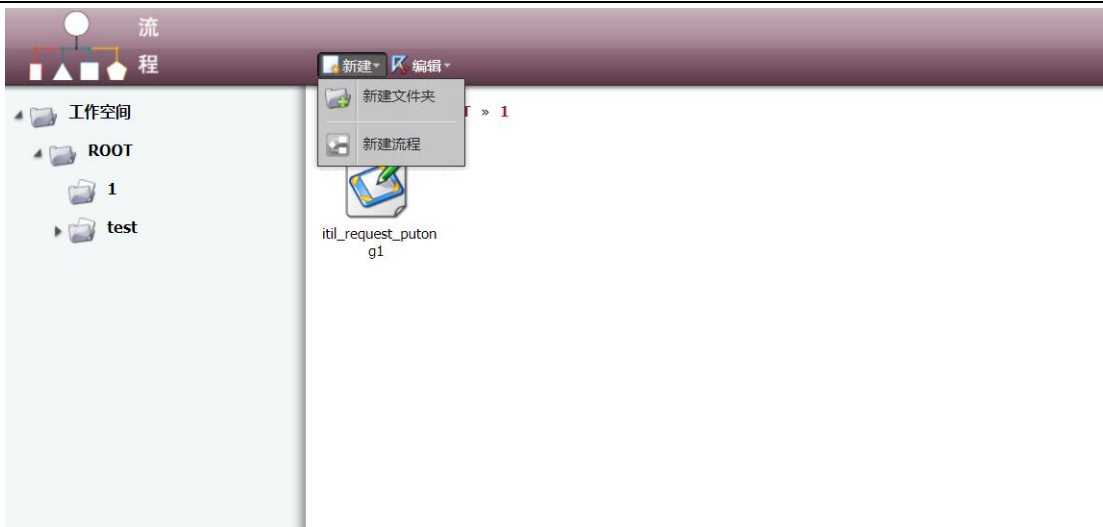 流
程
新建 编辑
新建文件夹
新建流程
T » 1
工作空间
ROOT
1
test
itil_request_puton
g1